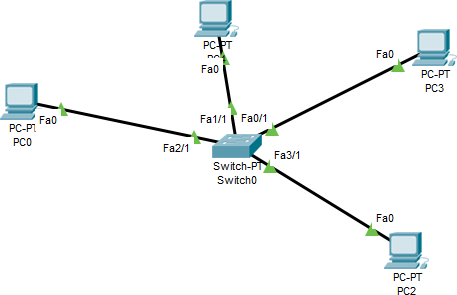 PC-PT
Fa0
Fa0
PC-PT
PC3
Fa0
PC-PT
PC0
Fa1/1
Fa0/1
Fa2/1
Fa3/1
Switch-PT
Switch0
Fa0
PC-PT
PC2